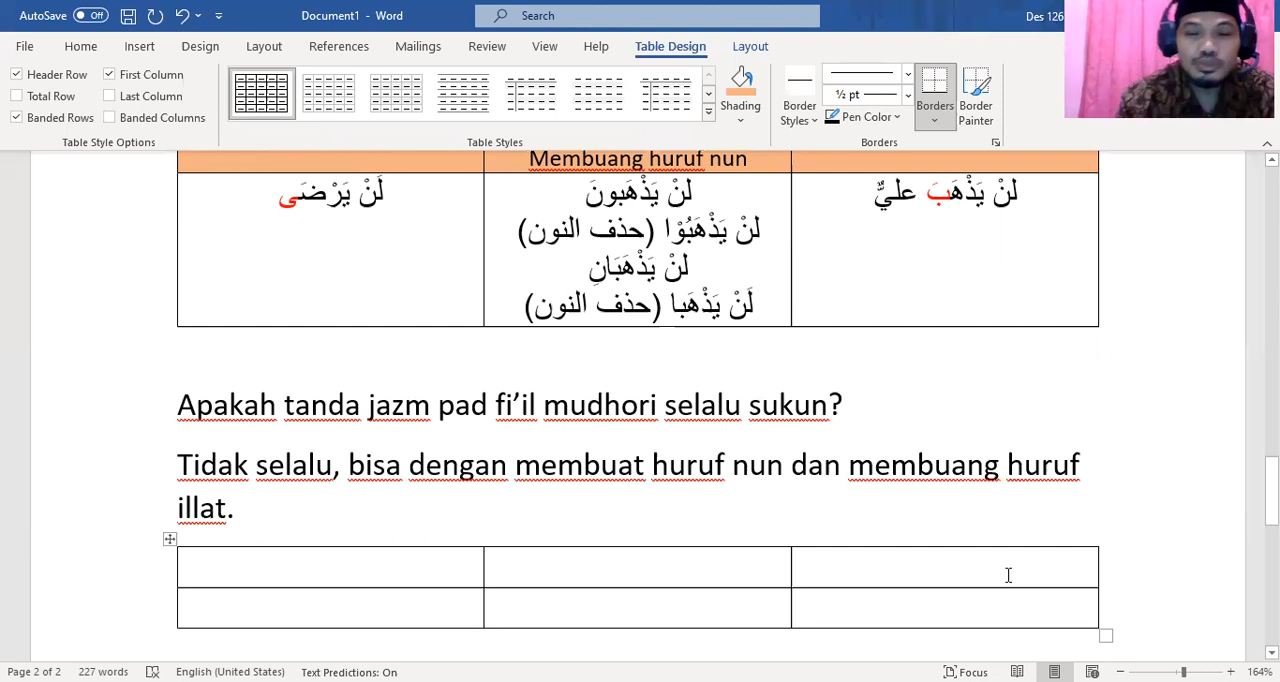 AutoSave Off
Document1 - Word
Search
Des 126
File Home Insert Design Layout References Mailings Review View Help Table Design Layout
Header Row First Column
Total Row Last Column
Banded Rows Banded Columns
Table Style Options
Table Styles
Shading
Border Styles
½ pt
Pen Color
Borders
Border Painter
Borders
Membuang huruf nun
لَنْ يَرْضَى
لنْ يَذْهَبونَ
لنْ يَذْهَبُوْا (حذف النون)
لنْ يَذْهَبَانِ
لَنْ يَذْهَبا (حذف النون)
لنْ يَذْهَبَ عليٌّ
Apakah tanda jazm pad fi’il mudhori selalu sukun?
Tidak selalu, bisa dengan membuat huruf nun dan membuang huruf
illat.
Page 2 of 2 227 words English (United States) Text Predictions: On Focus 164%